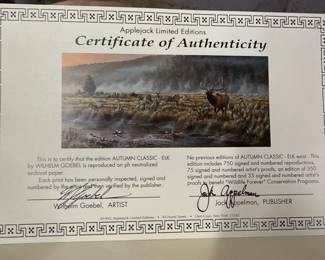 Applejack Limited Editions
Certificate of Authenticity
This is to certify that the edition AUTUMN CLASSIC - ELK
by WILHELM GOEBEL is reproduced on ph neutralized
archival paper.
Each print has been personally inspected, signed and
numbered by the artist and then verified by the publisher.
Wilhelm Goebel, ARTIST
No previous editions of AUTUMN CLASSIC - ELK exist. This
edition includes 750 signed and numbered reproductions,
75 signed and numbered artist's proofs, an edition of 350
signed and numbered and 35 signed and numbered artist's
proofs to benefit "Wildlife Forever" Conservation Programs.
Jack Appelman, PUBLISHER
Applejack Limited Editions